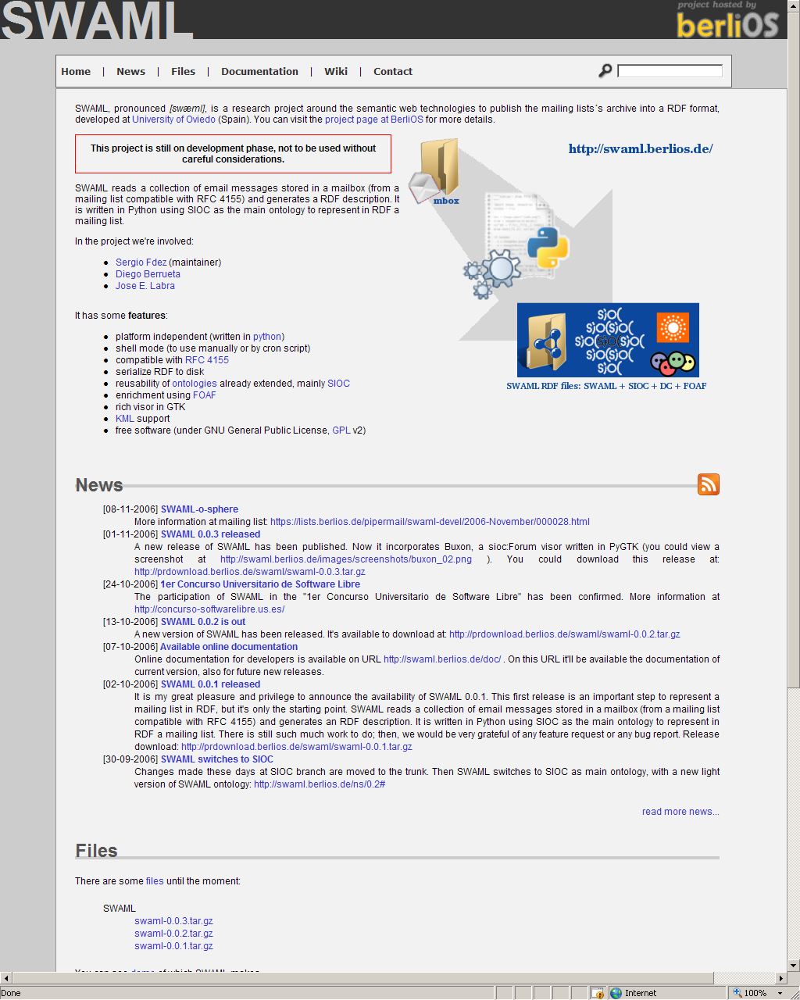 SWAML
project hosted by
berliOS
Home | News | Files | Documentation | Wiki | Contact
SWAML, pronounced [swæml], is a research project around the semantic web technologies to publish the mailing lists´s archive into a RDF format,
developed at University of Oviedo (Spain). You can visit the project page at BerliOS for more details.
This project is still on development phase, not to be used without
careful considerations.
SWAML reads a collection of email messages stored in a mailbox (from a
mailing list compatible with RFC 4155) and generates a RDF description. It
is written in Python using SIOC as the main ontology to represent in RDF a
mailing list.
In the project we're involved:
Sergio Fdez (maintainer)
Diego Berrueta
Jose E. Labra
It has some features:
platform independent (written in python)
shell mode (to use manually or by cron script)
compatible with RFC 4155
serialize RDF to disk
reusability of ontologies already extended, mainly SIOC
enrichment using FOAF
rich visor in GTK
KML support
free software (under GNU General Public License, GPL v2)
http://swaml.berlios.de/
mbox
SWAML RDF files: SWAML + SIOC + DC + FOAF
News
[08-11-2006] SWAML-o-sphere
More information at mailing list: https://lists.berlios.de/pipermail/swaml-devel/2006-November/000028.html
[01-11-2006] SWAML 0.0.3 released
A new release of SWAML has been published. Now it incorporates Buxon, a sioc:Forum visor written in PyGTK (you could view a
screenshot at http://swaml.berlios.de/images/screenshots/buxon_02.png ). You could download this release at:
http://prdownload.berlios.de/swaml/swaml-0.0.3.tar.gz
[24-10-2006] 1er Concurso Universitario de Software Libre
The participation of SWAML in the "1er Concurso Universitario de Software Libre" has been confirmed. More information at
http://concurso-softwarelibre.us.es/
[13-10-2006] SWAML 0.0.2 is out
A new version of SWAML has been released. It's available to download at: http://prdownload.berlios.de/swaml/swaml-0.0.2.tar.gz
[07-10-2006] Available online documentation
Online documentation for developers is available on URL http://swaml.berlios.de/doc/ . On this URL it'll be available the documentation of
current version, also for future new releases.
[02-10-2006] SWAML 0.0.1 released
It is my great pleasure and privilege to announce the availability of SWAML 0.0.1. This first release is an important step to represent a
mailing list in RDF, but it's only the starting point. SWAML reads a collection of email messages stored in a mailbox (from a mailing list
compatible with RFC 4155) and generates an RDF description. It is written in Python using SIOC as the main ontology to represent in
RDF a mailing list. There is still such much work to do; then, we would be very grateful of any feature request or any bug report. Release
download: http://prdownload.berlios.de/swaml/swaml-0.0.1.tar.gz
[30-09-2006] SWAML switches to SIOC
Changes made these days at SIOC branch are moved to the trunk. Then SWAML switches to SIOC as main ontology, with a new light
version of SWAML ontology: http://swaml.berlios.de/ns/0.2#
read more news...
Files
There are some files until the moment:
SWAML
swaml-0.0.3.tar.gz
swaml-0.0.2.tar.gz
swaml-0.0.1.tar.gz
Done
Internet
100%